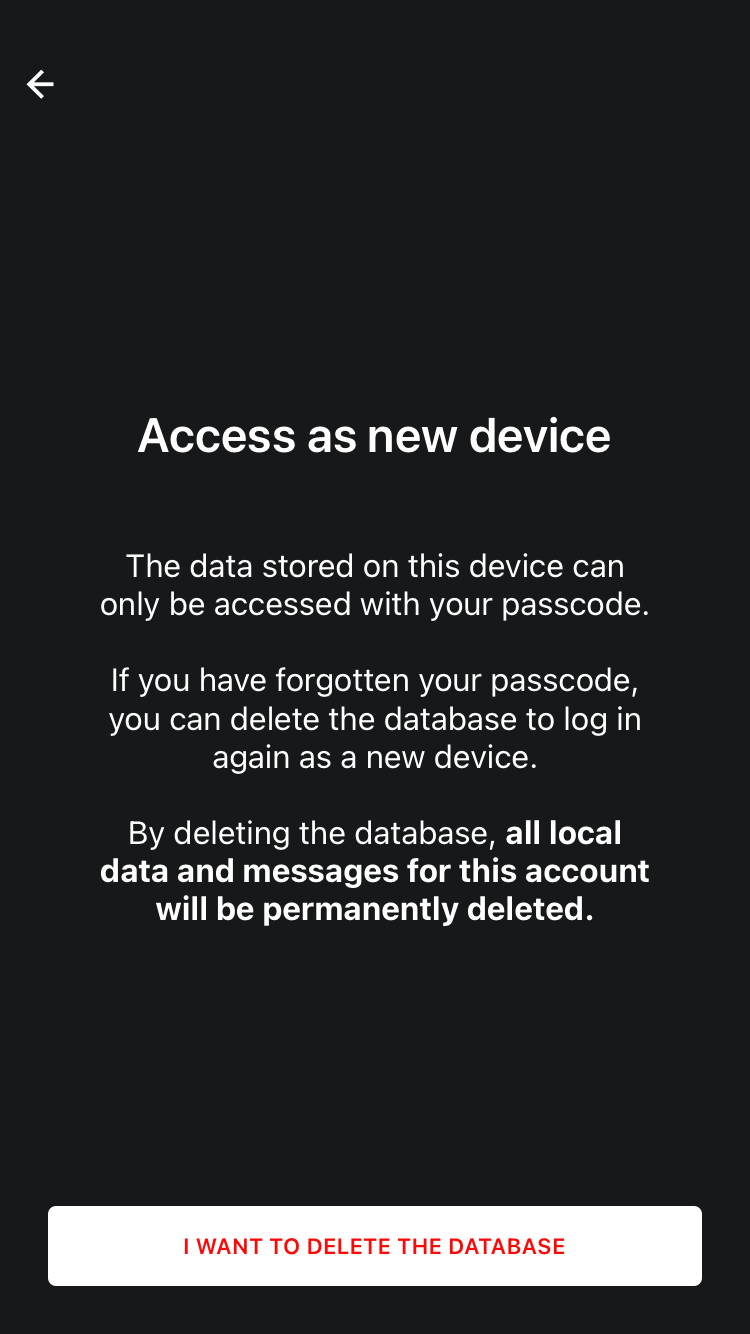 Access as new device
The data stored on this device can
only be accessed with your passcode.
If you have forgotten your passcode,
you can delete the database to log in
again as a new device.
By deleting the database, all local
data and messages for this account
will be permanently deleted.
I WANT TO DELETE THE DATABASE